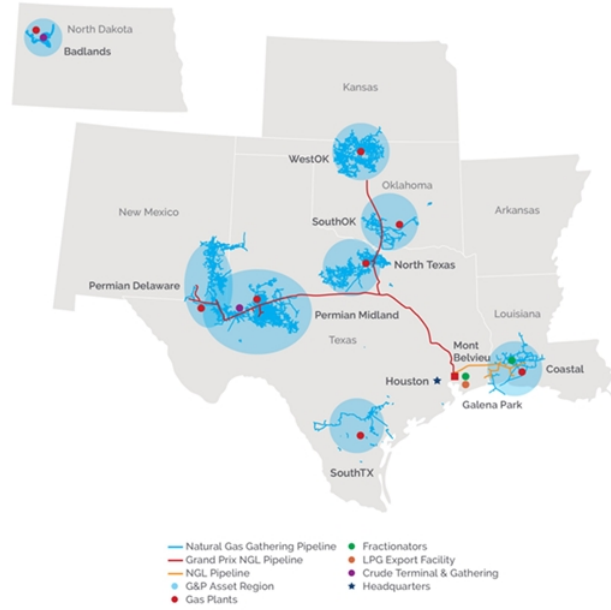 North Dakota
Badlands
Kansas
WestOK
Oklahoma
New Mexico
Arkansas
SouthOK
North Texas
Permian Delaware
Permian Midland
Louisiana
Texas
Mont
Belvieu
Coastal
Houston
Galena Park
SouthTX
Natural Gas Gathering Pipeline
Grand Prix NGL Pipeline
NGL Pipeline
G&P Asset Region
Gas Plants
Fractionators
LPG Export Facility
Crude Terminal & Gathering
Headquarters